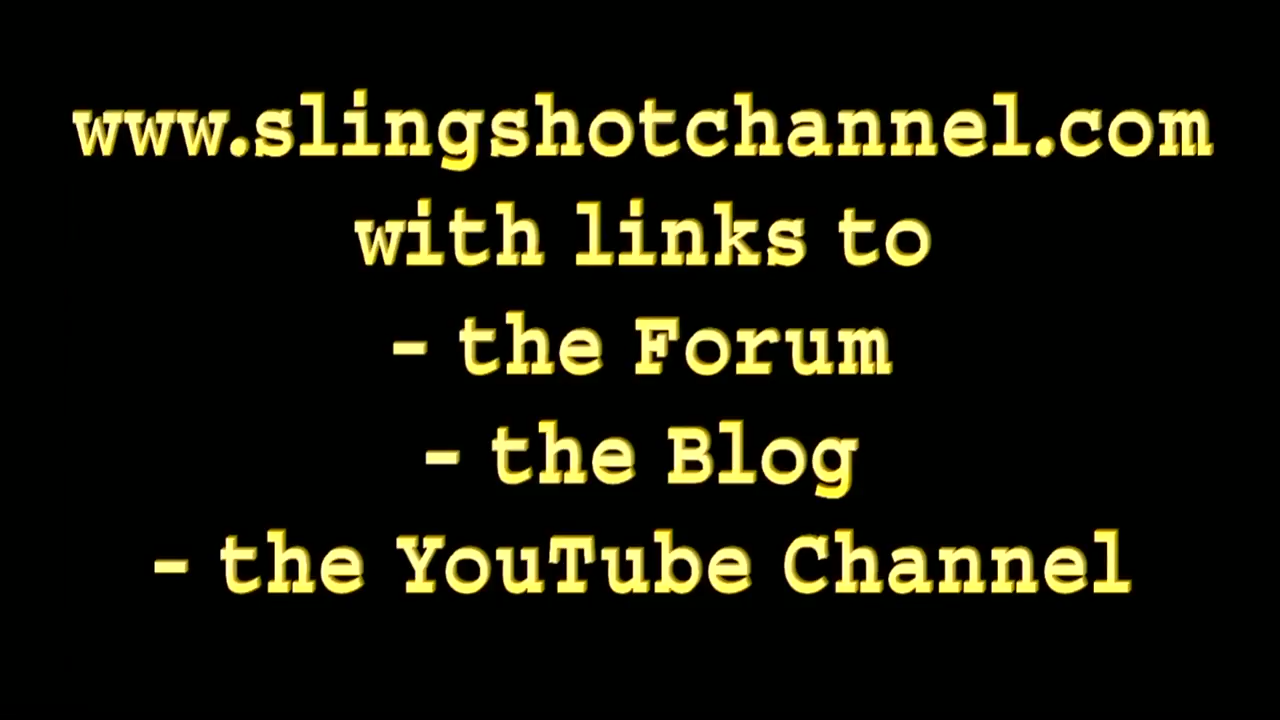 www.slingshotchannel.com
with links to
- the Forum
- the Blog
- the YouTube Channel